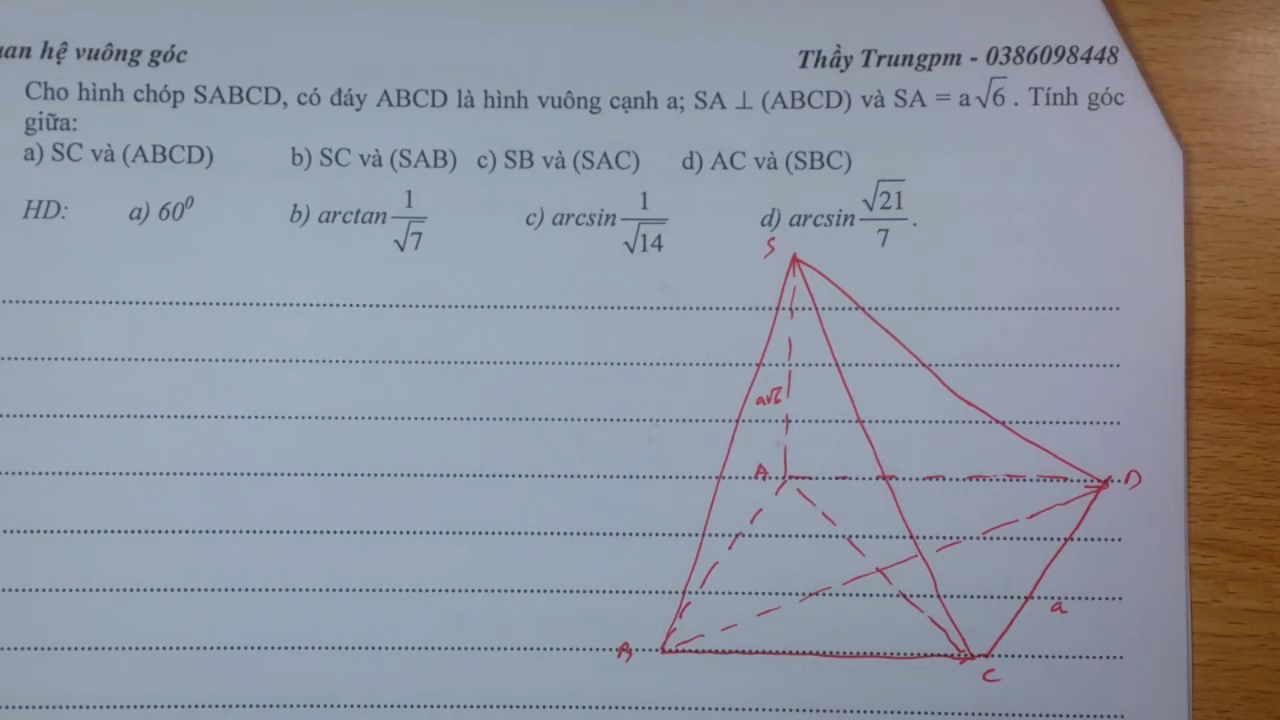 an hệ vuông góc
Thầy Trungpm - 0386098448
Cho hình chóp SABCD, có đáy ABCD là hình vuông cạnh a; SA ⊥ (ABCD) và SA = a√6 . Tính góc
giữa:
a) SC và (ABCD) b) SC và (SAB) c) SB và (SAC) d) AC và (SBC)
HD: a) 60⁰ b) arctan 1/√7 c) arcsin 1/√14 d) arcsin √21/7 .
S
a√6
A
D
a
B
C